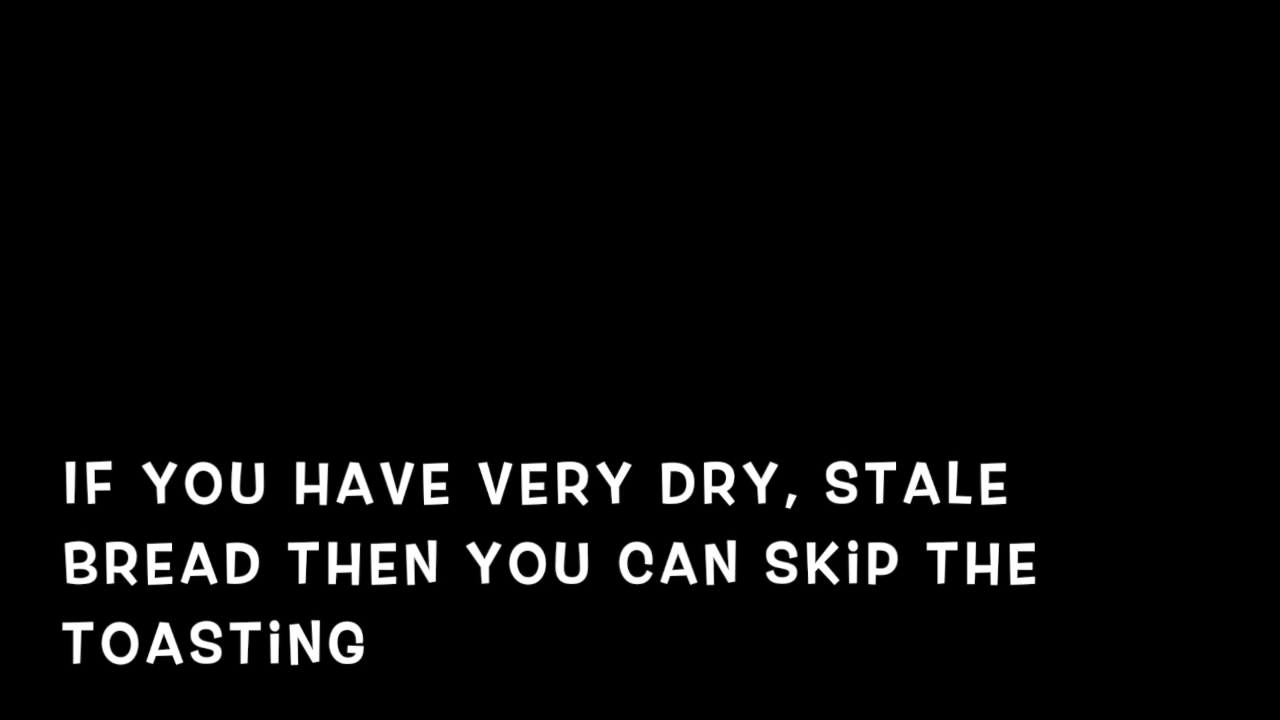 IF YOU HAVE VERY DRY, STALE
BREAD THEN YOU CAN SKiP THE
TOASTiNG